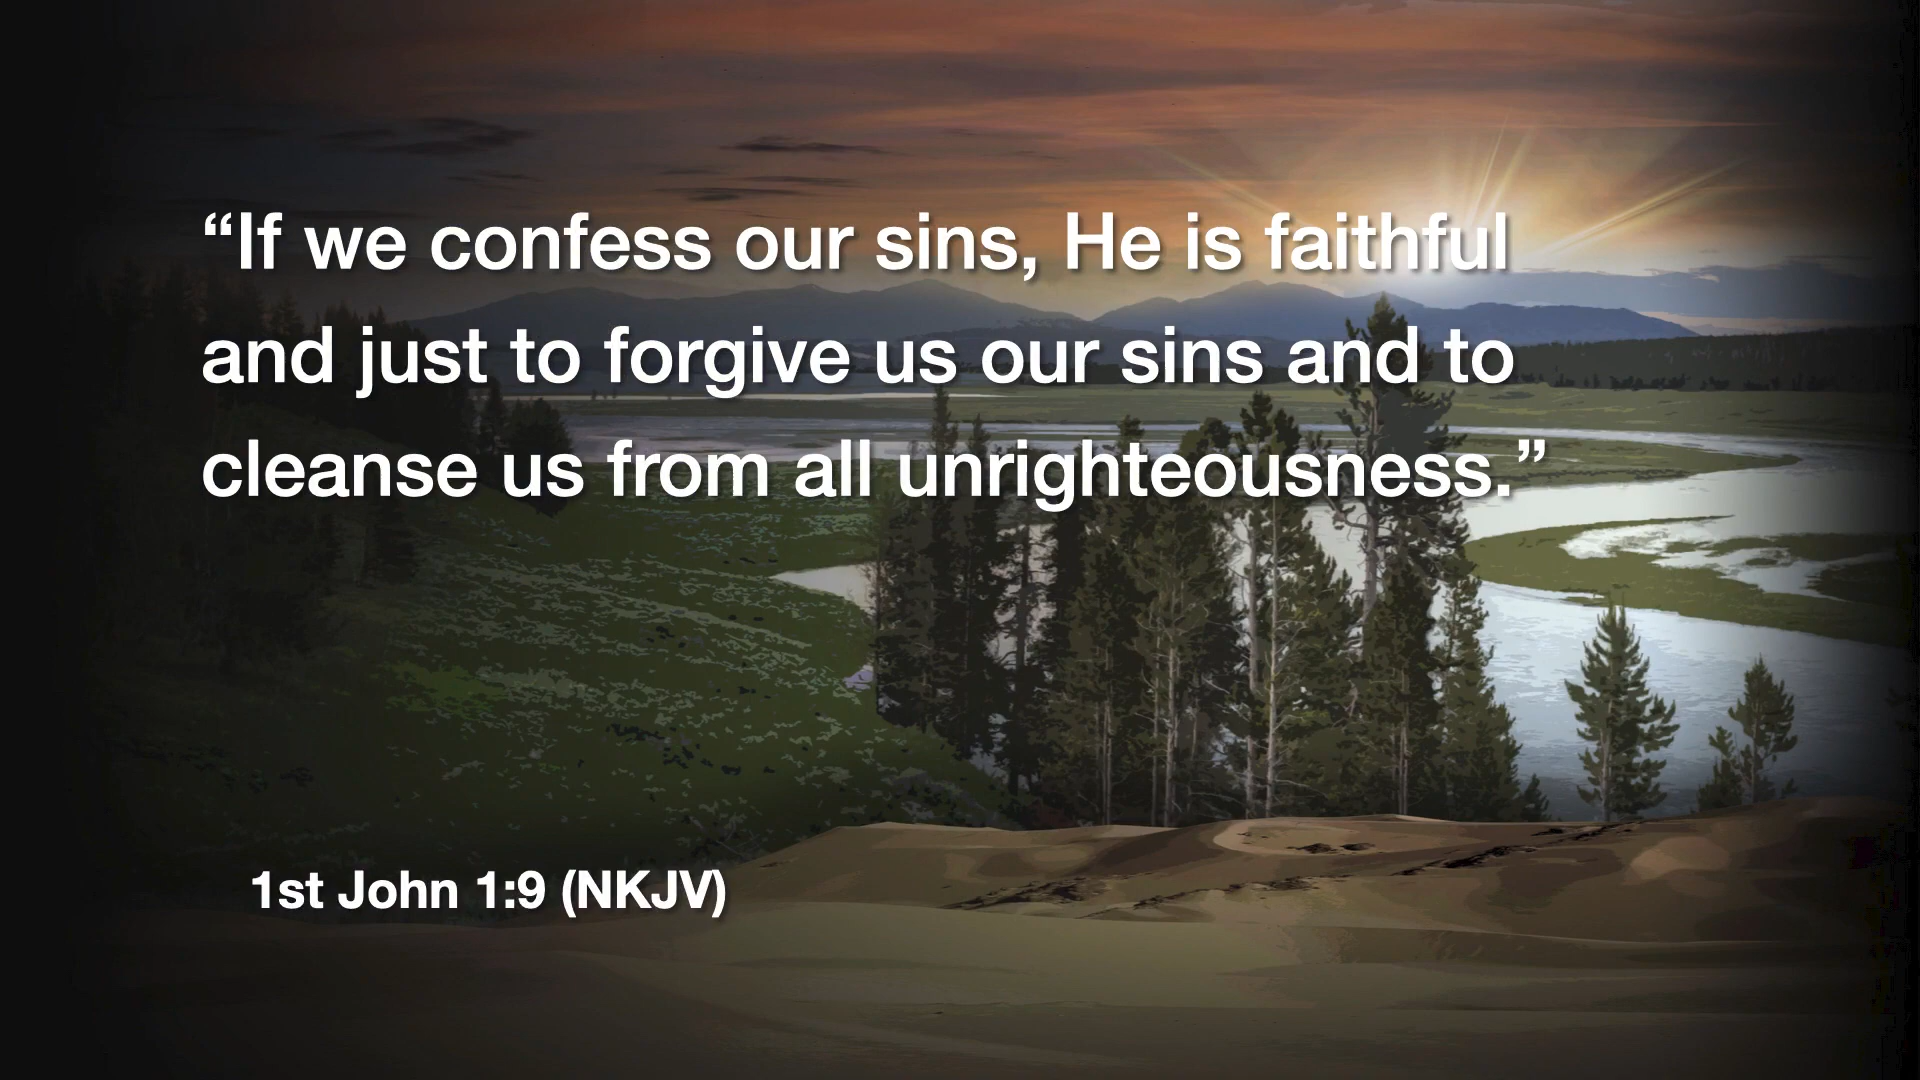 “If we confess our sins, He is faithful
and just to forgive us our sins and to
cleanse us from all unrighteousness.”
1st John 1:9 (NKJV)